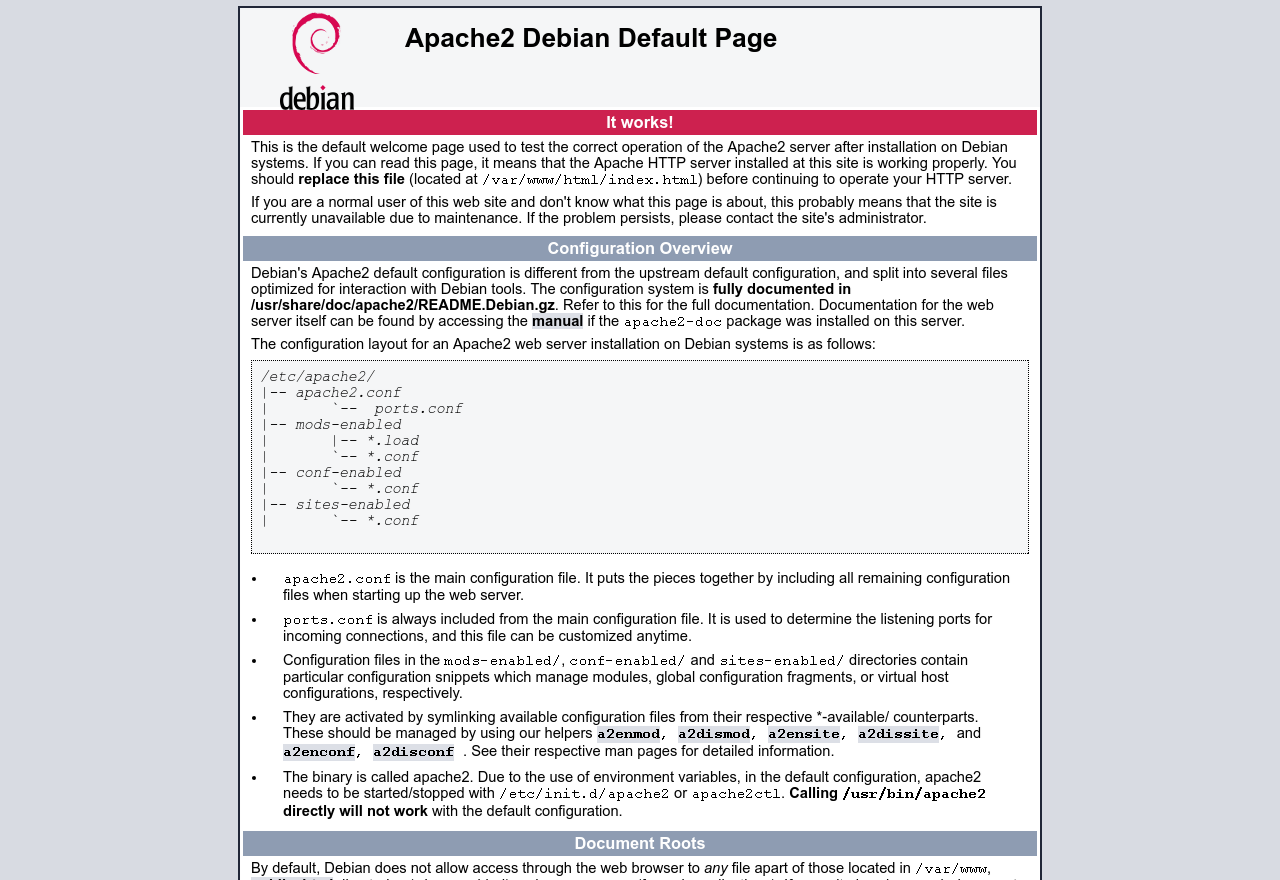 debian
Apache2 Debian Default Page
It works!
This is the default welcome page used to test the correct operation of the Apache2 server after installation on Debian
systems. If you can read this page, it means that the Apache HTTP server installed at this site is working properly. You
should replace this file (located at /var/www/html/index.html) before continuing to operate your HTTP server.
If you are a normal user of this web site and don't know what this page is about, this probably means that the site is
currently unavailable due to maintenance. If the problem persists, please contact the site's administrator.
Configuration Overview
Debian's Apache2 default configuration is different from the upstream default configuration, and split into several files
optimized for interaction with Debian tools. The configuration system is fully documented in
/usr/share/doc/apache2/README.Debian.gz. Refer to this for the full documentation. Documentation for the web
server itself can be found by accessing the manual if the apache2-doc package was installed on this server.
The configuration layout for an Apache2 web server installation on Debian systems is as follows:
/etc/apache2/
|-- apache2.conf
|       `--  ports.conf
|-- mods-enabled
|       |-- *.load
|       `-- *.conf
|-- conf-enabled
|       `-- *.conf
|-- sites-enabled
|       `-- *.conf
• apache2.conf is the main configuration file. It puts the pieces together by including all remaining configuration
files when starting up the web server.
• ports.conf is always included from the main configuration file. It is used to determine the listening ports for
incoming connections, and this file can be customized anytime.
• Configuration files in the mods-enabled/, conf-enabled/ and sites-enabled/ directories contain
particular configuration snippets which manage modules, global configuration fragments, or virtual host
configurations, respectively.
• They are activated by symlinking available configuration files from their respective *-available/ counterparts.
These should be managed by using our helpers a2enmod, a2dismod, a2ensite, a2dissite, and
a2enconf, a2disconf . See their respective man pages for detailed information.
• The binary is called apache2. Due to the use of environment variables, in the default configuration, apache2
needs to be started/stopped with /etc/init.d/apache2 or apache2ctl. Calling /usr/bin/apache2
directly will not work with the default configuration.
Document Roots
By default, Debian does not allow access through the web browser to any file apart of those located in /var/www,